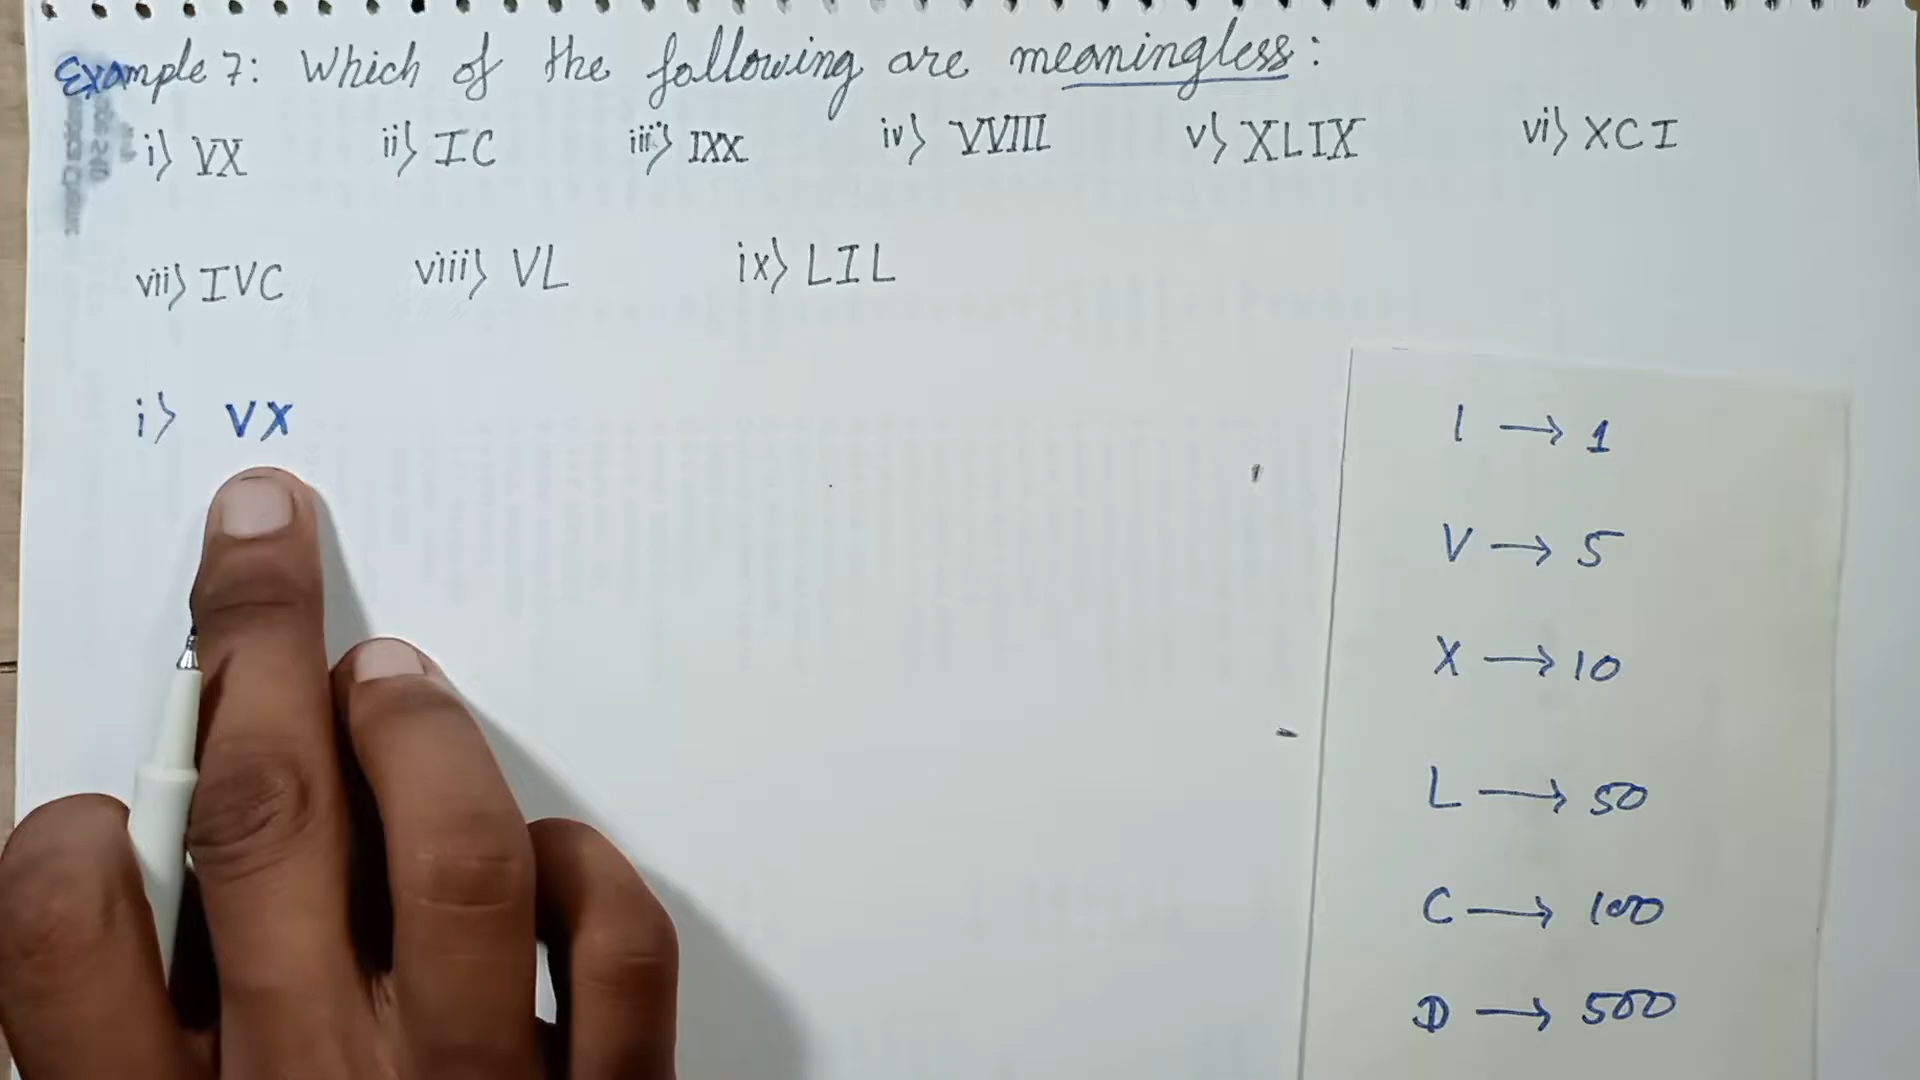 Example 7: Which of the following are meaningless:
i) VX ii) IC iii) IXX iv) VVIII v) XLIX vi) XCI
vii) IVC viii) VL ix) LIL
i) VX
I → 1
V → 5
X → 10
L → 50
C → 100
D → 500